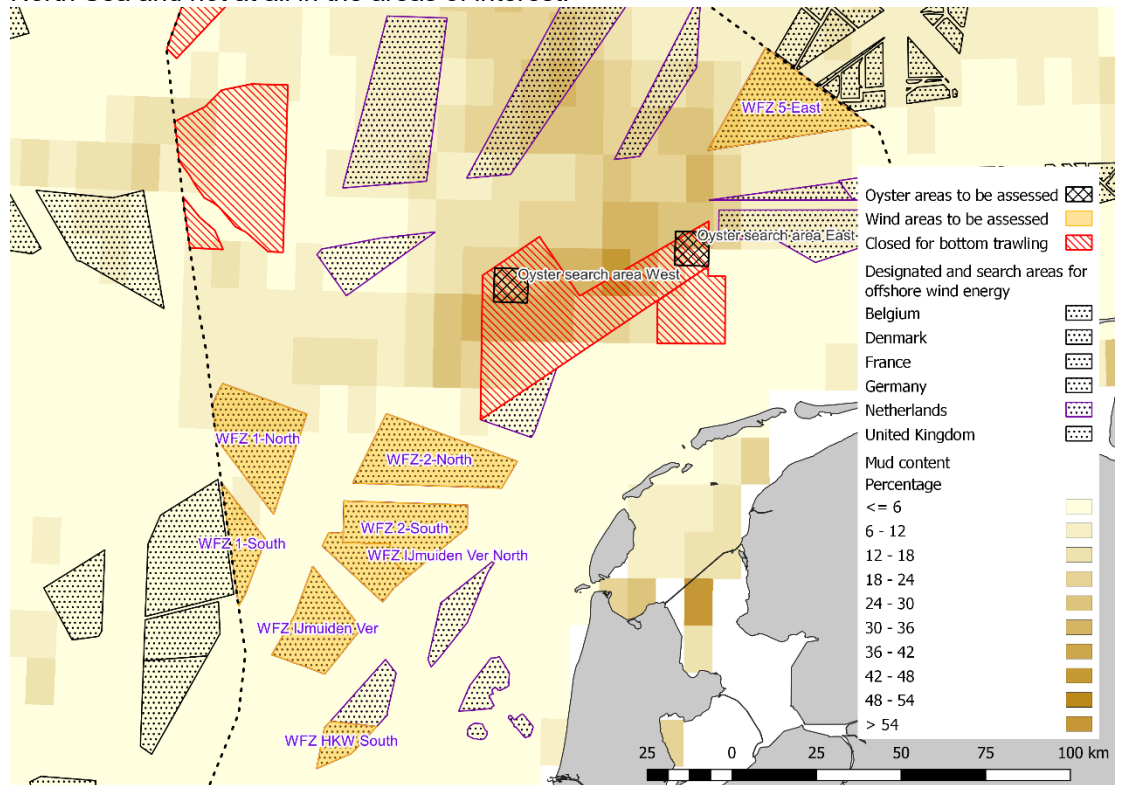 WFZ 5-East
Oyster areas to be assessed
Wind areas to be assessed
Closed for bottom trawling
Designated and search areas for
offshore wind energy
Belgium
Denmark
France
Germany
Netherlands
United Kingdom
Mud content
Percentage
<= 6
6 - 12
12 - 18
18 - 24
24 - 30
30 - 36
36 - 42
42 - 48
48 - 54
> 54
Oyster search area East
Oyster search area West
WFZ 1-North
WFZ-2-North
WFZ 2-South
WFZ 1-South
WFZ IJmuiden Ver North
WFZ IJmuiden Ver
WFZ HKW South
25 0 25 50 75 100 km